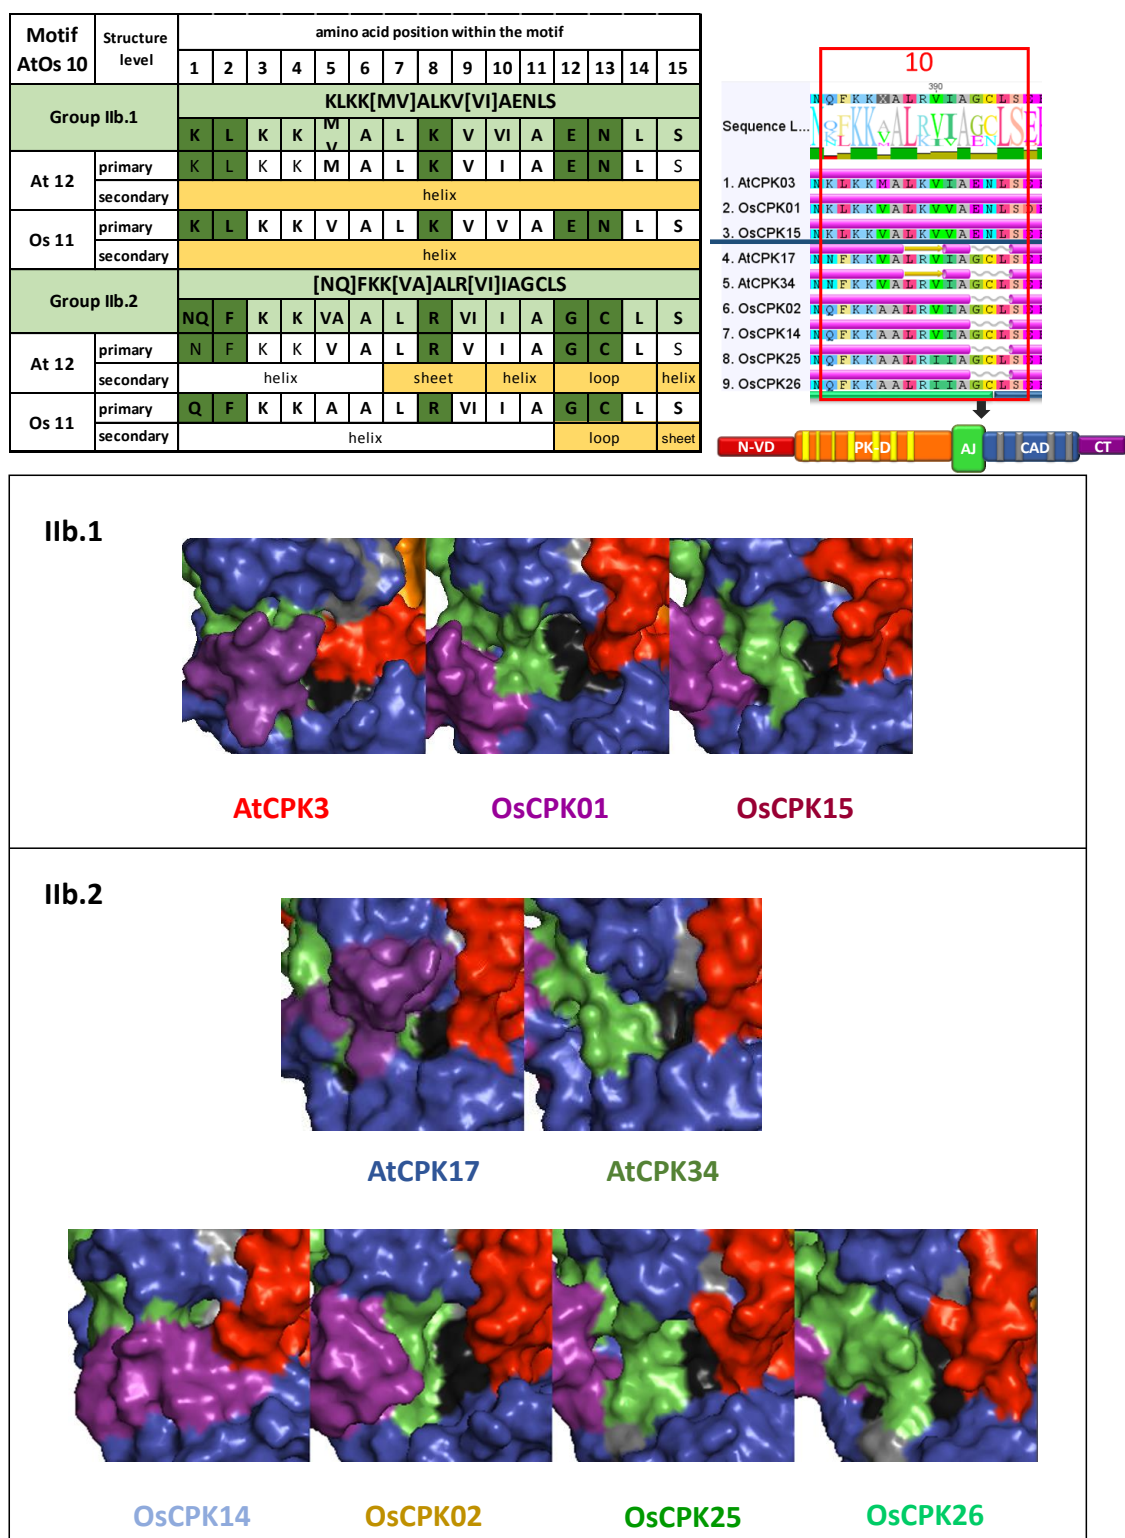 Motif AtOs 10 Structure level amino acid position within the motif
1 2 3 4 5 6 7 8 9 10 11 12 13 14 15
Group IIb.1 KLKK[MV]ALKV[VI]AENLS
K L K K M V A L K V VI A E N L S
At 12 primary K L K K M A L K V I A E N L S
secondary helix
Os 11 primary K L K K V A L K V V A E N L S
secondary helix
Group IIb.2 [NQ]FKK[VA]ALR[VI]IAGCLS
NQ F K K VA A L R VI I A G C L S
At 12 primary N F K K V A L R V I A G C L S
secondary helix sheet helix loop helix
Os 11 primary Q F K K A A L R VI I A G C L S
secondary helix loop sheet
10
390
N Q F K K X A L R V I A G C L S E
Sequence L...
1. AtCPK03 N K L K K M A L K V I A E N L S
2. OsCPK01 N K L K K V A L K V V A E N L S
3. OsCPK15 N K L K K V A L K V V A E N L S
4. AtCPK17 N N F K K V A L R V I A G C L S
5. AtCPK34 N N F K K V A L R V I A G C L S
6. OsCPK02 N Q F K K A A L R V I A G C L S
7. OsCPK14 N Q F K K A A L R V I A G C L S
8. OsCPK25 N Q F K K A A L R I I A G C L S
9. OsCPK26 N Q F K K A A L R I I A G C L S
N-VD PK-D AJ CAD CT
IIb.1
AtCPK3 OsCPK01 OsCPK15
IIb.2
AtCPK17 AtCPK34
OsCPK14 OsCPK02 OsCPK25 OsCPK26